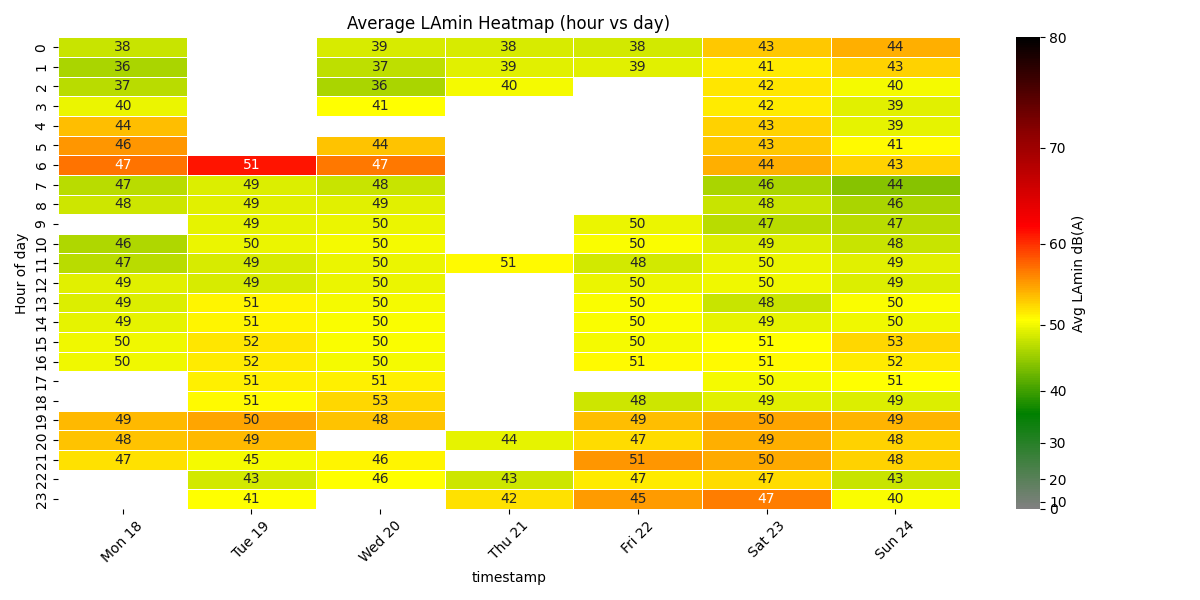 Average LAmin Heatmap (hour vs day)
Hour of day
0 38 39 38 38 43 44
1 36 37 39 39 41 43
2 37 36 40 42 40
3 40 41 42 39
4 44 43 39
5 46 44 43 41
6 47 51 47 44 43
7 47 49 48 46 44
8 48 49 49 48 46
9 49 50 50 47 47
10 46 50 50 50 49 48
11 47 49 50 51 48 50 49
12 49 49 50 50 50 49
13 49 51 50 50 48 50
14 49 51 50 50 49 50
15 50 52 50 50 51 53
16 50 52 50 51 51 52
17 51 51 50 51
18 51 53 48 49 49
19 49 50 48 49 50 49
20 48 49 44 47 49 48
21 47 45 46 51 50 48
22 43 46 43 47 47 43
23 41 42 45 47 40
Mon 18 Tue 19 Wed 20 Thu 21 Fri 22 Sat 23 Sun 24
timestamp
80
70
60
50
40
30
20
10
0
Avg LAmin dB(A)